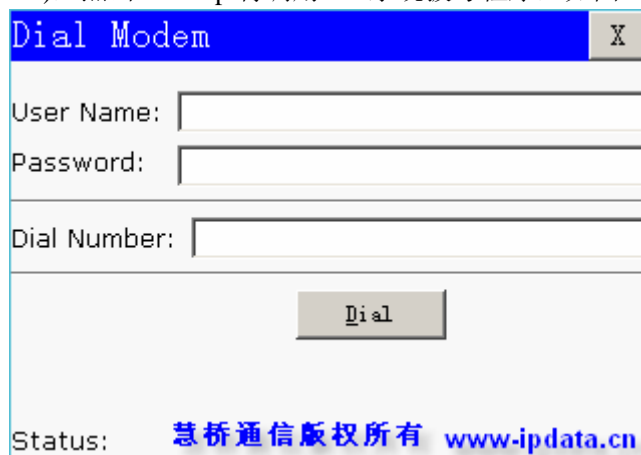 Dial Modem X
User Name:
Password:
Dial Number:
Dial
Status: 慧桥通信版权所有 www-ipdata.cn